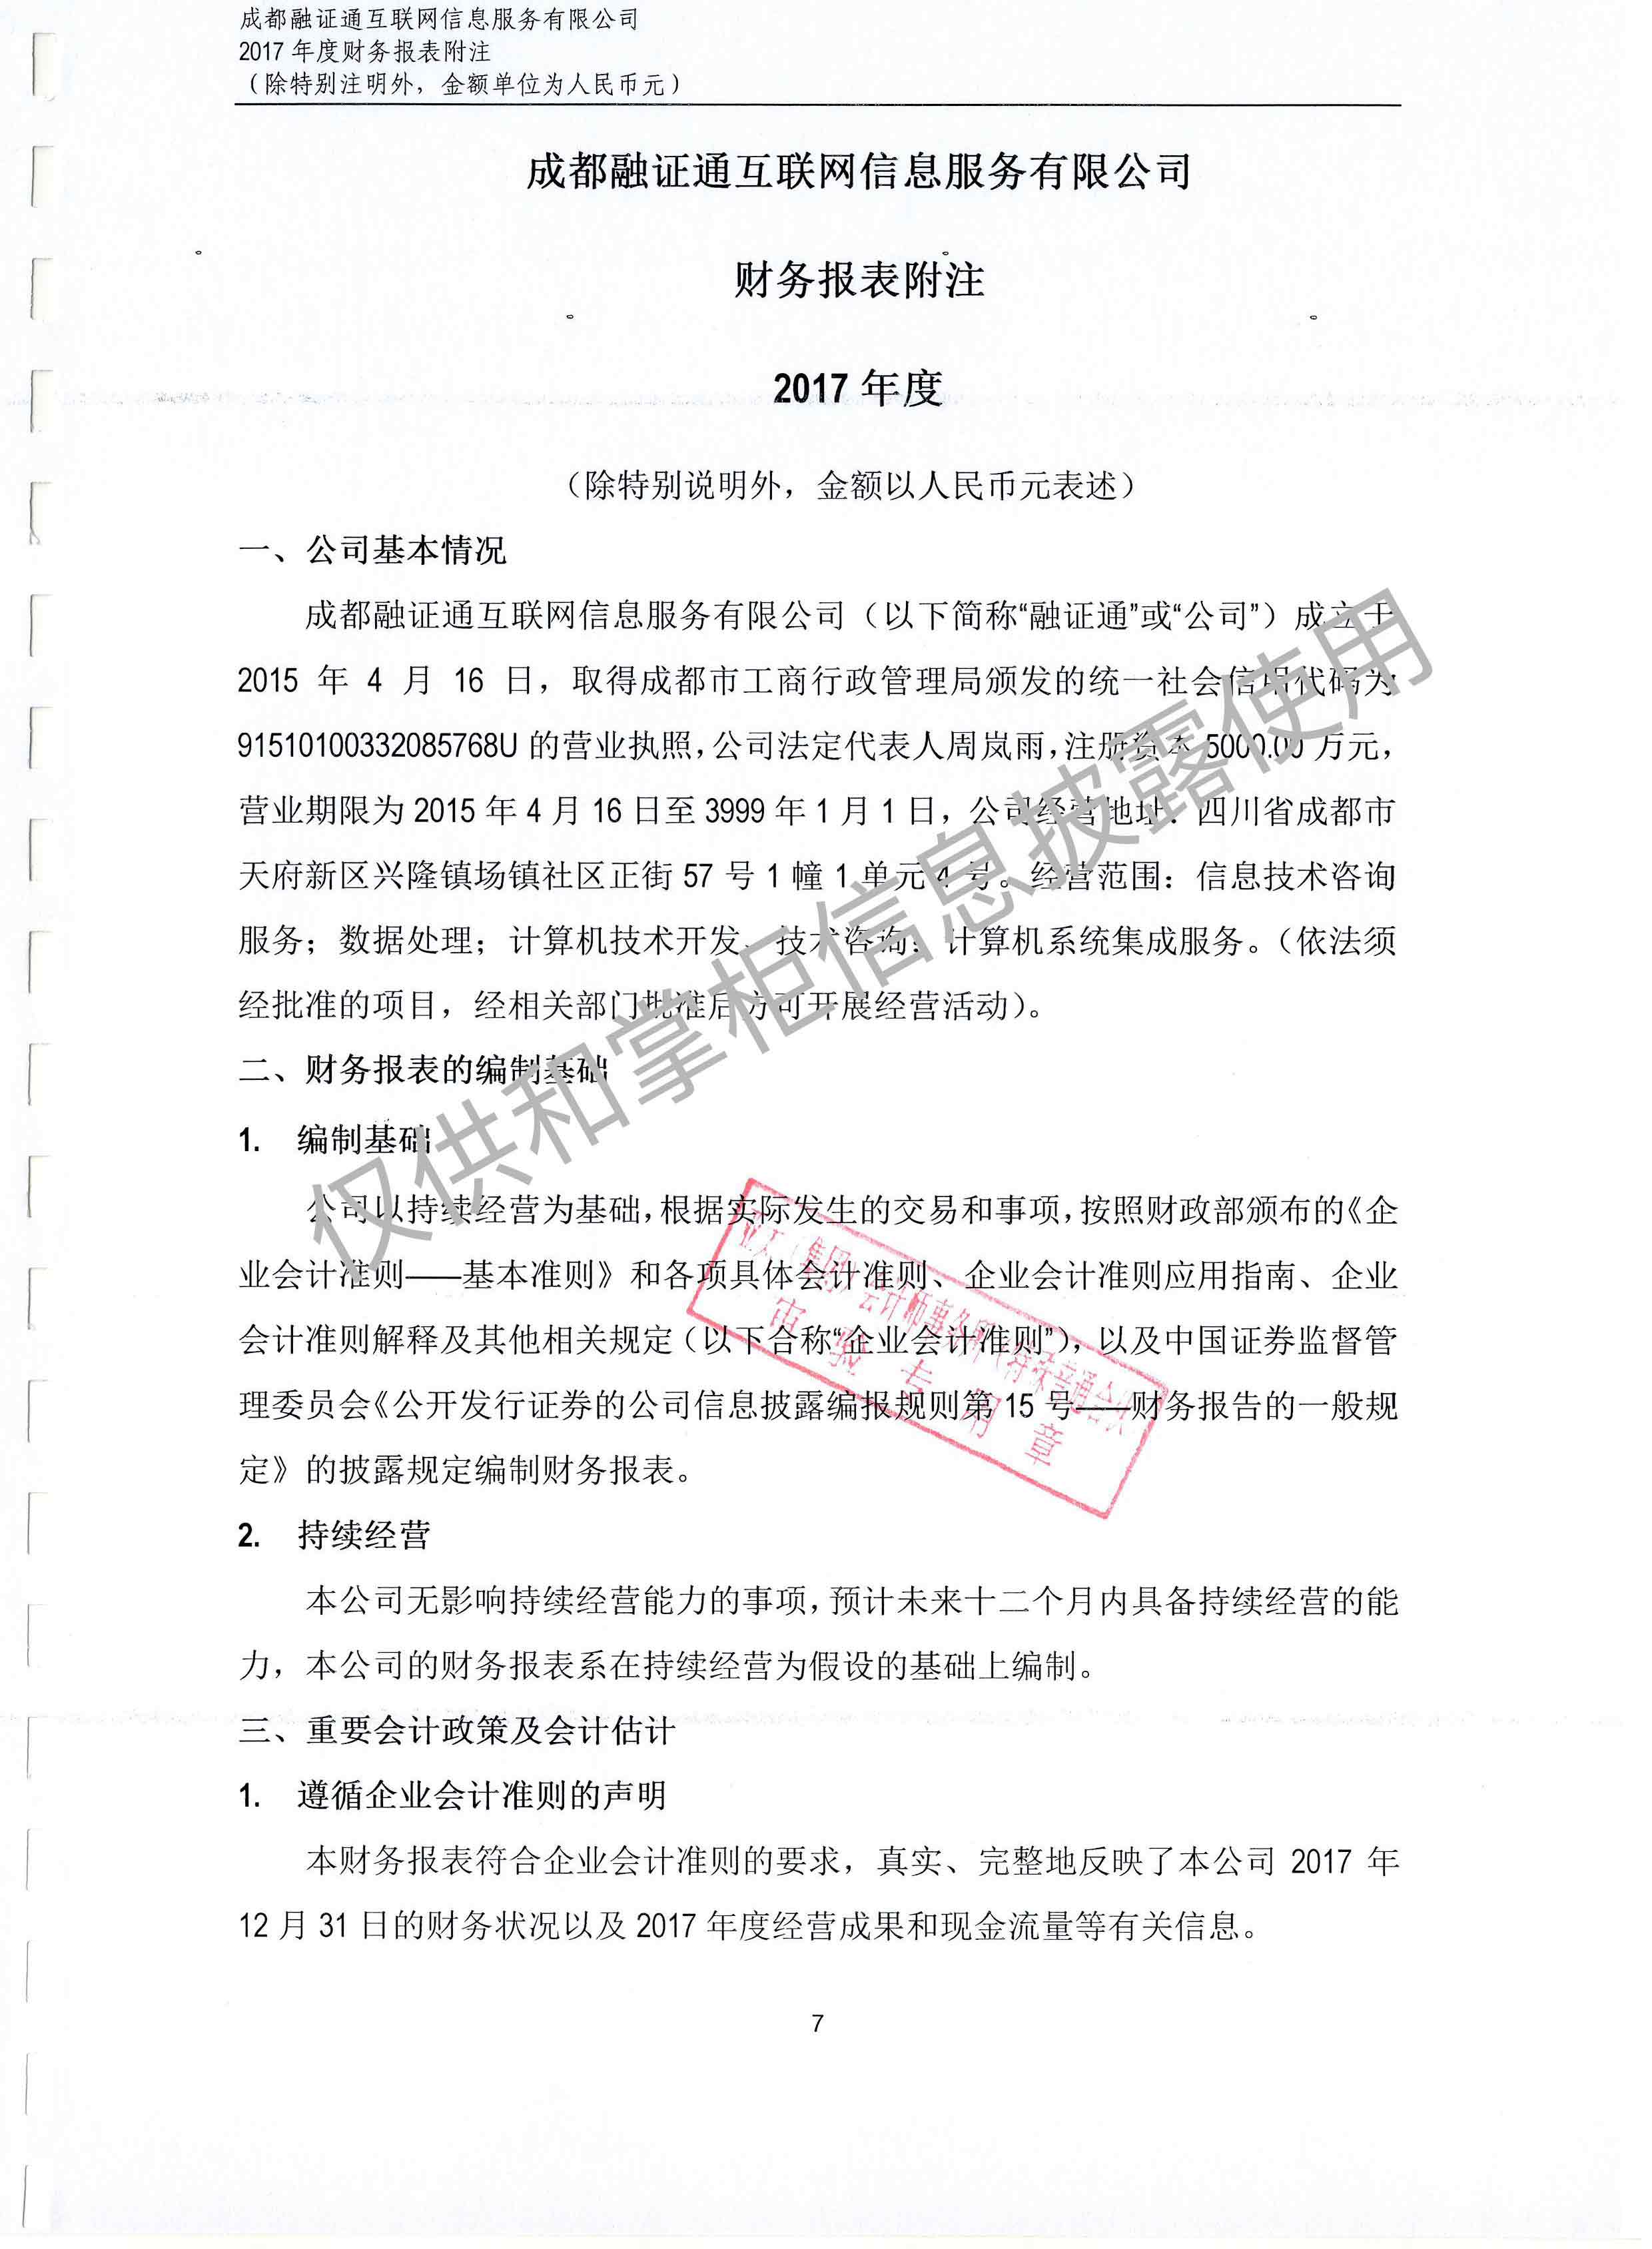 成都融证通互联网信息服务有限公司
2017 年度财务报表附注
（除特别注明外，金额单位为人民币元）
成都融证通互联网信息服务有限公司
财务报表附注
2017 年度
（除特别说明外，金额以人民币元表述）
一、公司基本情况
成都融证通互联网信息服务有限公司（以下简称“融证通”或“公司”）成立于
2015 年 4 月 16 日，取得成都市工商行政管理局颁发的统一社会信用代码为
91510100332085768U 的营业执照，公司法定代表人周岚雨，注册资本 5000.00 万元，
营业期限为 2015 年 4 月 16 日至 3999 年 1 月 1 日，公司经营地址：四川省成都市
天府新区兴隆镇场镇社区正街 57 号 1 幢 1 单元 4 号。经营范围：信息技术咨询
服务；数据处理；计算机技术开发、技术咨询；计算机系统集成服务。（依法须
经批准的项目，经相关部门批准后方可开展经营活动）。
二、财务报表的编制基础
1. 编制基础
公司以持续经营为基础，根据实际发生的交易和事项，按照财政部颁布的《企
业会计准则——基本准则》和各项具体会计准则、企业会计准则应用指南、企业
会计准则解释及其他相关规定（以下合称“企业会计准则”），以及中国证券监督管
理委员会《公开发行证券的公司信息披露编报规则第 15 号——财务报告的一般规
定》的披露规定编制财务报表。
2. 持续经营
本公司无影响持续经营能力的事项，预计未来十二个月内具备持续经营的能
力，本公司的财务报表系在持续经营为假设的基础上编制。
三、重要会计政策及会计估计
1. 遵循企业会计准则的声明
本财务报表符合企业会计准则的要求，真实、完整地反映了本公司 2017 年
12 月 31 日的财务状况以及 2017 年度经营成果和现金流量等有关信息。
7
仅供和掌柜信息披露使用
亚太（集团）会计师事务所（特殊普通合伙）
审验专用章